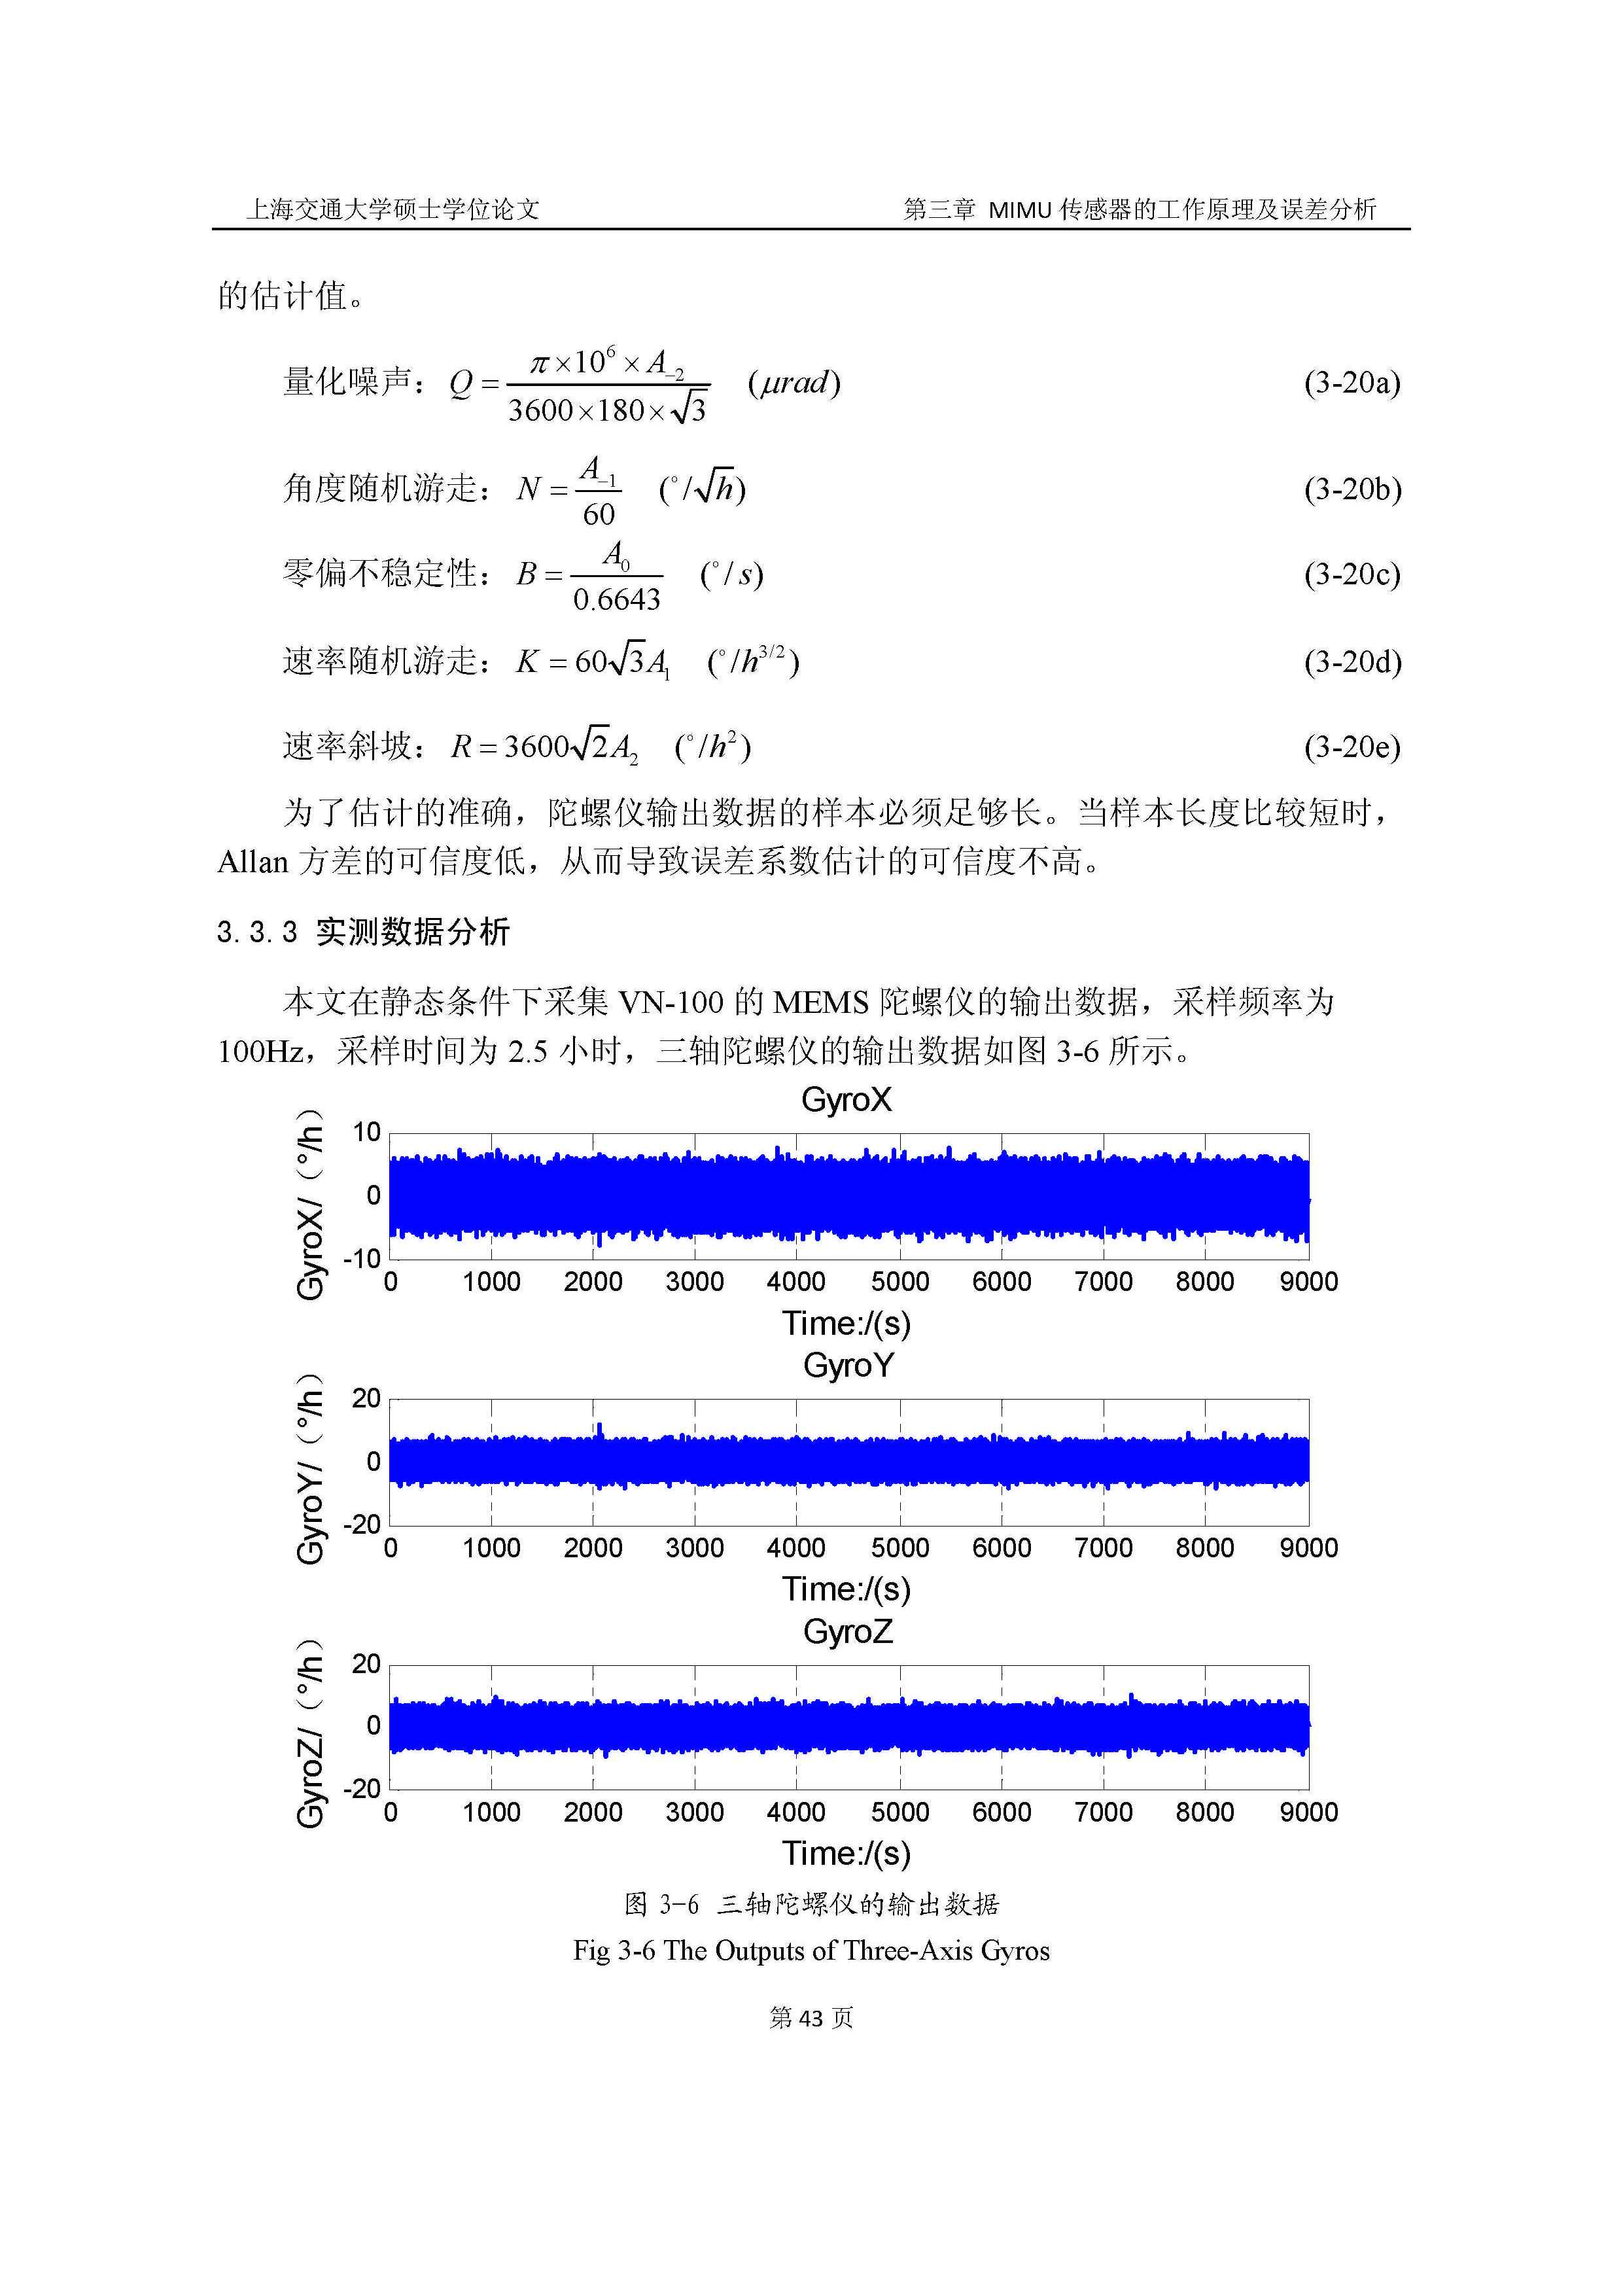 上海交通大学硕士学位论文 第三章 MIMU 传感器的工作原理及误差分析
的估计值。
量化噪声： Q = \frac{π×10^6×A_{-2}}{3600×180×√3} (μrad) (3-20a)
角度随机游走： N = \frac{A_{-1}}{60} (°/√h) (3-20b)
零偏不稳定性： B = \frac{A_0}{0.6643} (°/s) (3-20c)
速率随机游走： K = 60√3A_1 (°/h^{3/2}) (3-20d)
速率斜坡： R = 3600√2A_2 (°/h^2) (3-20e)
为了估计的准确，陀螺仪输出数据的样本必须足够长。当样本长度比较短时，
Allan 方差的可信度低，从而导致误差系数估计的可信度不高。
3.3.3 实测数据分析
本文在静态条件下采集 VN-100 的 MEMS 陀螺仪的输出数据，采样频率为
100Hz，采样时间为 2.5 小时，三轴陀螺仪的输出数据如图 3-6 所示。
GyroX
GyroX/（°/h）
10
0
-10
0 1000 2000 3000 4000 5000 6000 7000 8000 9000
Time:/(s)
GyroY
GyroY/（°/h）
20
0
-20
0 1000 2000 3000 4000 5000 6000 7000 8000 9000
Time:/(s)
GyroZ
GyroZ/（°/h）
20
0
-20
0 1000 2000 3000 4000 5000 6000 7000 8000 9000
Time:/(s)
图 3-6 三轴陀螺仪的输出数据
Fig 3-6 The Outputs of Three-Axis Gyros
第 43 页